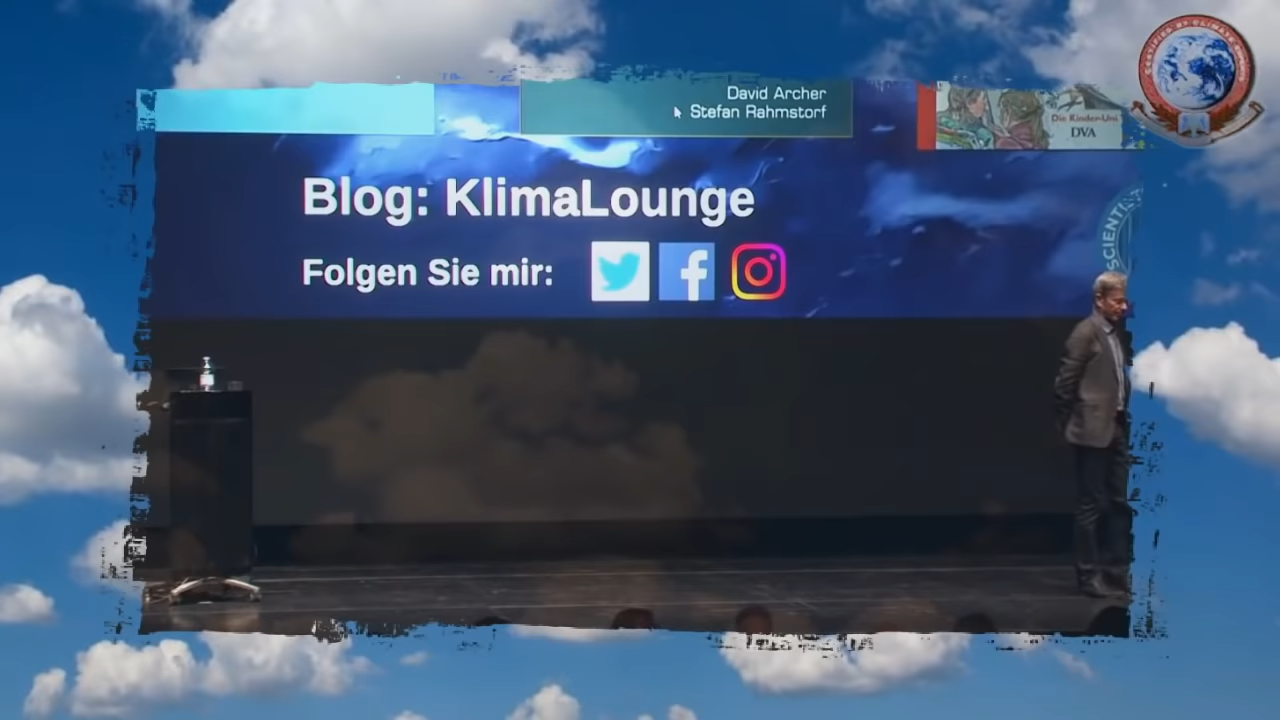 David Archer
Stefan Rahmstorf
Die Kinder-Uni
DVA
Blog: KlimaLounge
Folgen Sie mir: